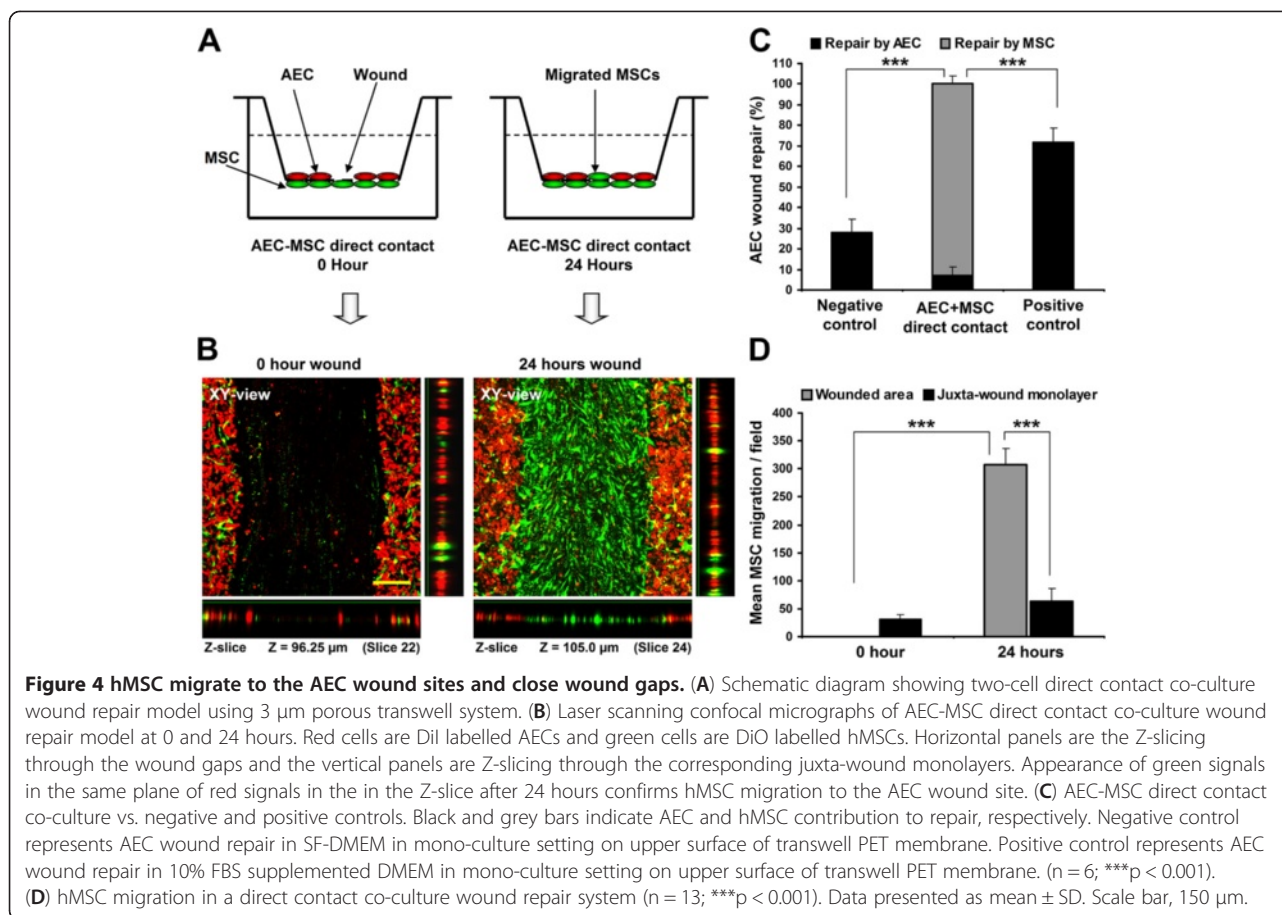 A
AEC
Wound
Migrated MSCs
MSC
AEC-MSC direct contact
0 Hour
AEC-MSC direct contact
24 Hours
B
0 hour wound
24 hours wound
XY-view
XY-view
Z-slice Z = 96.25 µm (Slice 22)
Z-slice Z = 105.0 µm (Slice 24)
C
Repair by AEC Repair by MSC
*** ***
AEC wound repair (%)
110
100
90
80
70
60
50
40
30
20
10
0
Negative control
AEC+MSC direct contact
Positive control
D
Wounded area Juxta-wound monolayer
*** ***
Mean MSC migration / field
400
350
300
250
200
150
100
50
0
0 hour
24 hours
Figure 4 hMSC migrate to the AEC wound sites and close wound gaps. (A) Schematic diagram showing two-cell direct contact co-culture
wound repair model using 3 µm porous transwell system. (B) Laser scanning confocal micrographs of AEC-MSC direct contact co-culture wound
repair model at 0 and 24 hours. Red cells are DiI labelled AECs and green cells are DiO labelled hMSCs. Horizontal panels are the Z-slicing
through the wound gaps and the vertical panels are Z-slicing through the corresponding juxta-wound monolayers. Appearance of green signals
in the same plane of red signals in the in the Z-slice after 24 hours confirms hMSC migration to the AEC wound site. (C) AEC-MSC direct contact
co-culture vs. negative and positive controls. Black and grey bars indicate AEC and hMSC contribution to repair, respectively. Negative control
represents AEC wound repair in SF-DMEM in mono-culture setting on upper surface of transwell PET membrane. Positive control represents AEC
wound repair in 10% FBS supplemented DMEM in mono-culture setting on upper surface of transwell PET membrane. (n = 6; ***p < 0.001).
(D) hMSC migration in a direct contact co-culture wound repair system (n = 13; ***p < 0.001). Data presented as mean ± SD. Scale bar, 150 µm.